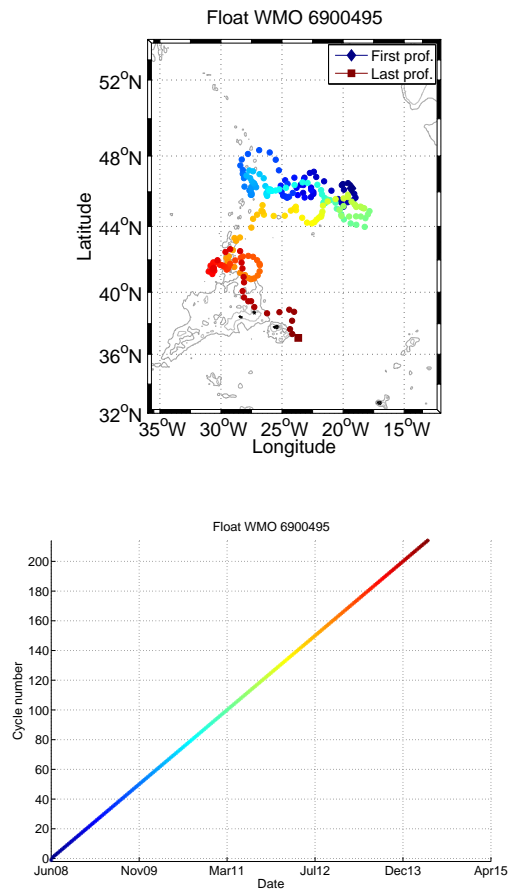 Float WMO 6900495
First prof.
Last prof.
52°N
48°N
44°N
40°N
36°N
32°N
Latitude
35°W 30°W 25°W 20°W 15°W
Longitude
Float WMO 6900495
200
180
160
140
120
100
80
60
40
20
0
Cycle number
Jun08 Nov09 Mar11 Jul12 Dec13 Apr15
Date